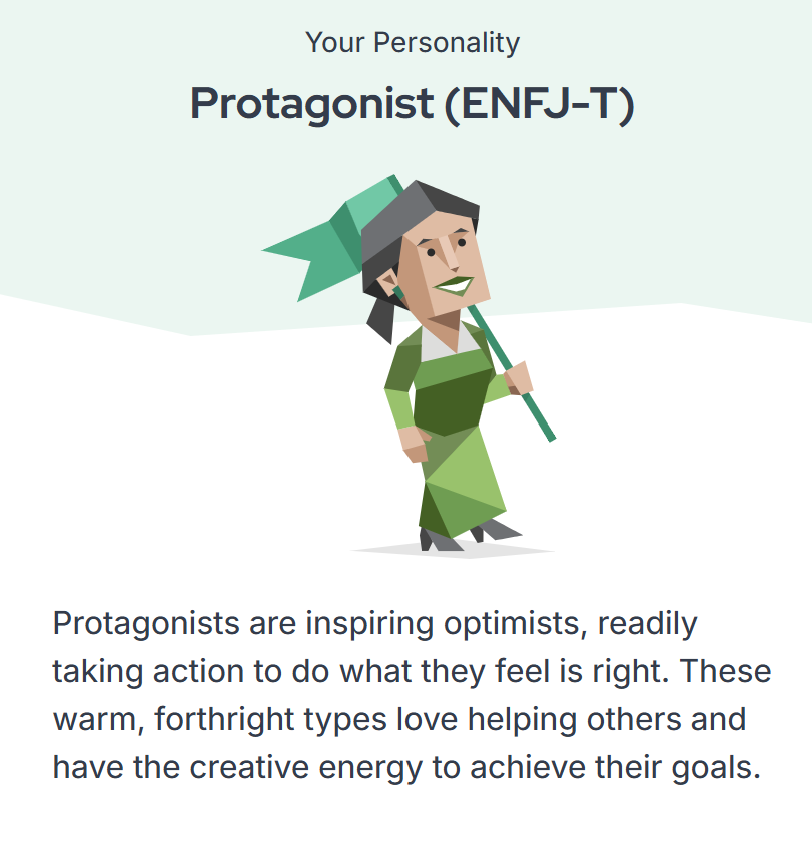 Your Personality
Protagonist (ENFJ-T)
Protagonists are inspiring optimists, readily
taking action to do what they feel is right. These
warm, forthright types love helping others and
have the creative energy to achieve their goals.